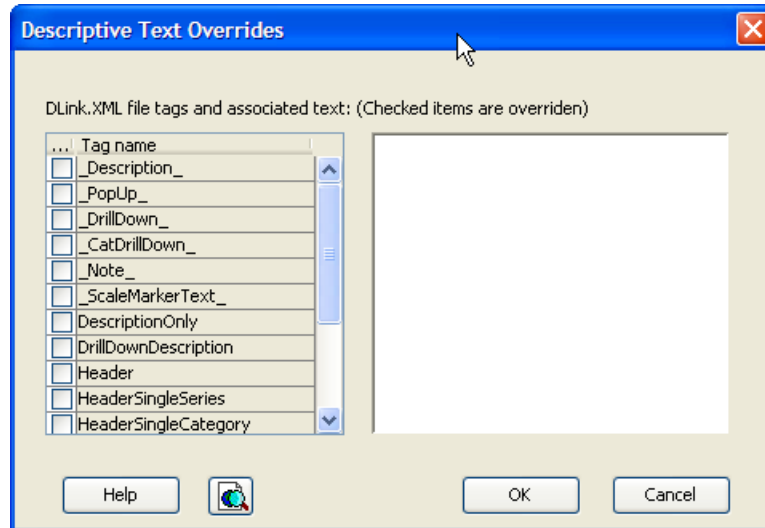 Descriptive Text Overrides
DLink.XML file tags and associated text: (Checked items are overriden)
... Tag name
_Description_
_PopUp_
_DrillDown_
_CatDrillDown_
_Note_
_ScaleMarkerText_
DescriptionOnly
DrillDownDescription
Header
HeaderSingleSeries
HeaderSingleCategory
Help OK Cancel